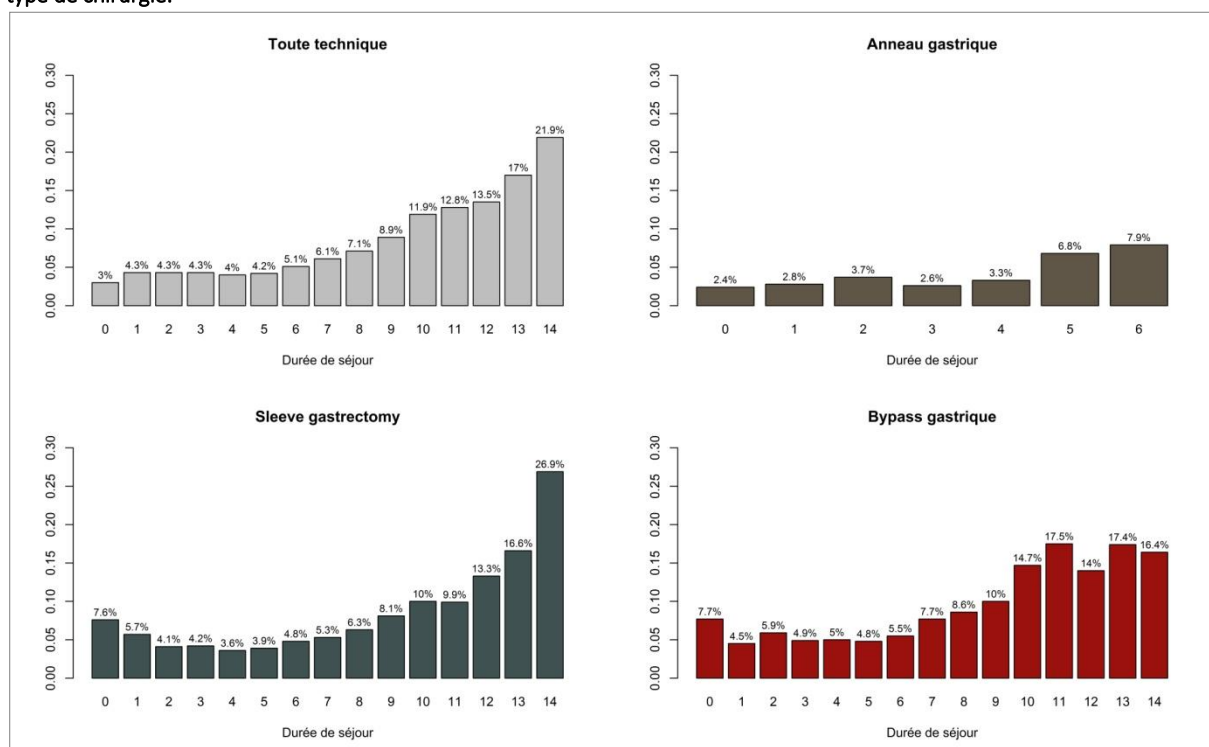 type de chirurgie.
Toute technique
0.30
0.25
0.20
0.15
0.10
0.05
0.00
3% 4.3% 4.3% 4.3% 4% 4.2% 5.1% 6.1% 7.1% 8.9% 11.9% 12.8% 13.5% 17% 21.9%
0 1 2 3 4 5 6 7 8 9 10 11 12 13 14
Durée de séjour
Anneau gastrique
0.30
0.25
0.20
0.15
0.10
0.05
0.00
2.4% 2.8% 3.7% 2.6% 3.3% 6.8% 7.9%
0 1 2 3 4 5 6
Durée de séjour
Sleeve gastrectomy
0.30
0.25
0.20
0.15
0.10
0.05
0.00
7.6% 5.7% 4.1% 4.2% 3.6% 3.9% 4.8% 5.3% 6.3% 8.1% 10% 9.9% 13.3% 16.6% 26.9%
0 1 2 3 4 5 6 7 8 9 10 11 12 13 14
Durée de séjour
Bypass gastrique
0.30
0.25
0.20
0.15
0.10
0.05
0.00
7.7% 4.5% 5.9% 4.9% 5% 4.8% 5.5% 7.7% 8.6% 10% 14.7% 17.5% 14% 17.4% 16.4%
0 1 2 3 4 5 6 7 8 9 10 11 12 13 14
Durée de séjour